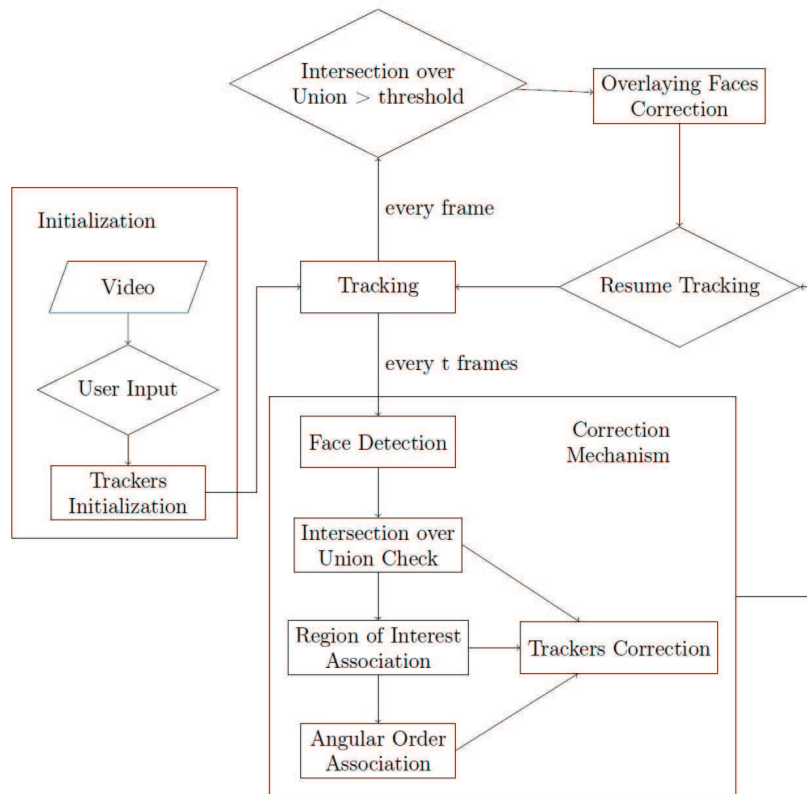 Intersection over
Union > threshold
Overlaying Faces
Correction
every frame
Initialization
Video
Tracking
Resume Tracking
User Input
every t frames
Trackers
Initialization
Face Detection
Correction
Mechanism
Intersection over
Union Check
Region of Interest
Association
Trackers Correction
Angular Order
Association